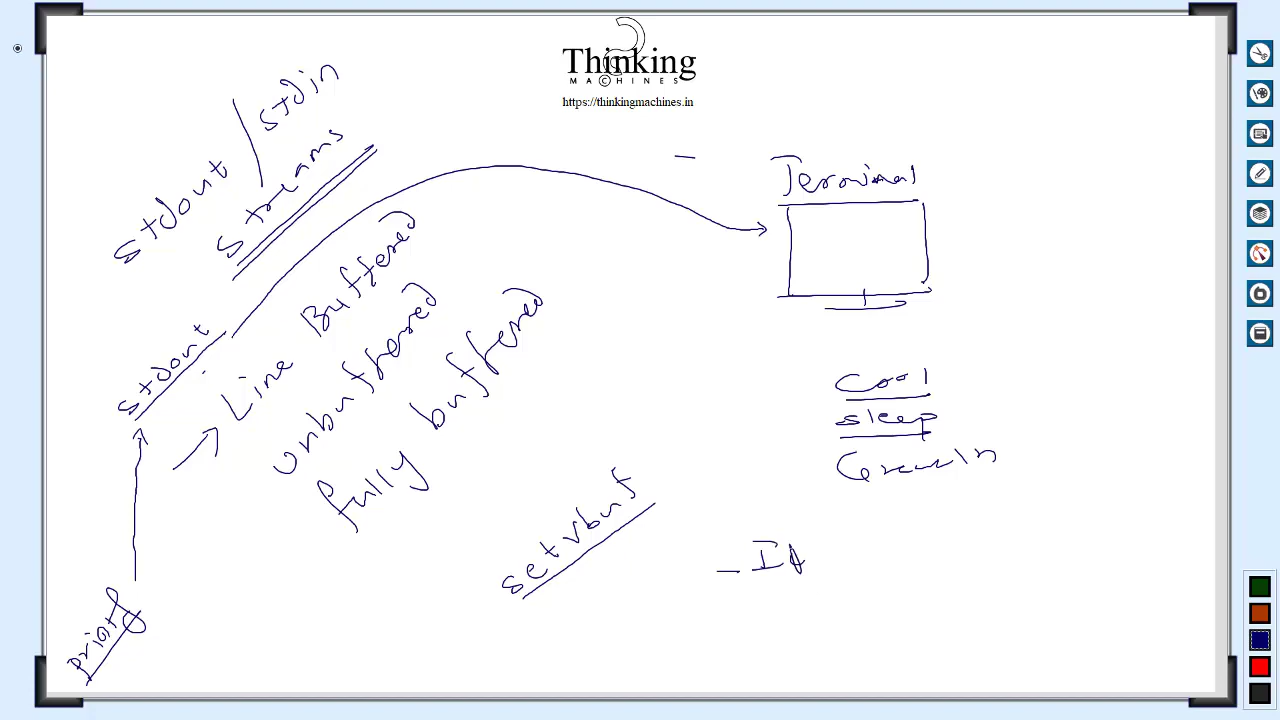 Thinking
MACHINES
https://thinkingmachines.in
stdout / stdin
streams
Terminal
stdout
Line Buffered
unbuffered
fully buffered
Cool
sleep
setvbuf
printf